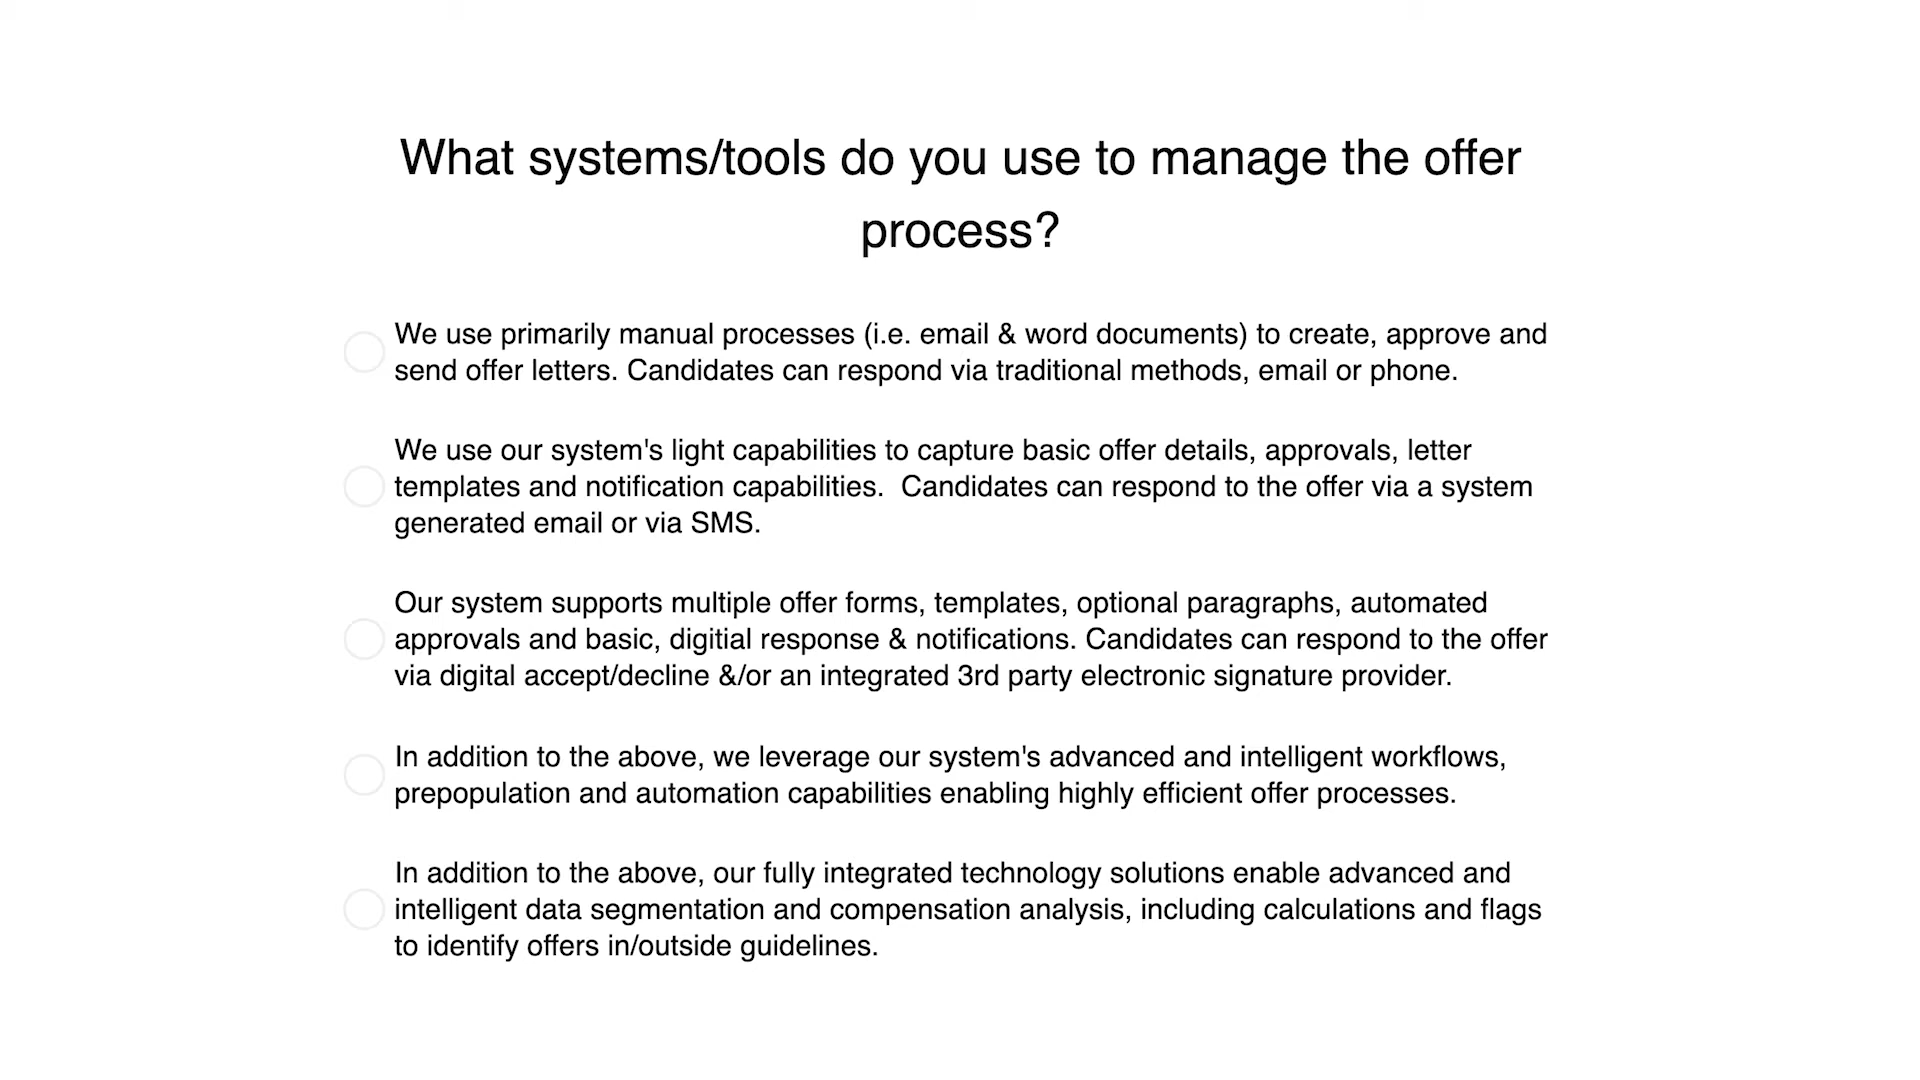 What systems/tools do you use to manage the offer
process?
We use primarily manual processes (i.e. email & word documents) to create, approve and
send offer letters. Candidates can respond via traditional methods, email or phone.
We use our system's light capabilities to capture basic offer details, approvals, letter
templates and notification capabilities.  Candidates can respond to the offer via a system
generated email or via SMS.
Our system supports multiple offer forms, templates, optional paragraphs, automated
approvals and basic, digitial response & notifications. Candidates can respond to the offer
via digital accept/decline &/or an integrated 3rd party electronic signature provider.
In addition to the above, we leverage our system's advanced and intelligent workflows,
prepopulation and automation capabilities enabling highly efficient offer processes.
In addition to the above, our fully integrated technology solutions enable advanced and
intelligent data segmentation and compensation analysis, including calculations and flags
to identify offers in/outside guidelines.